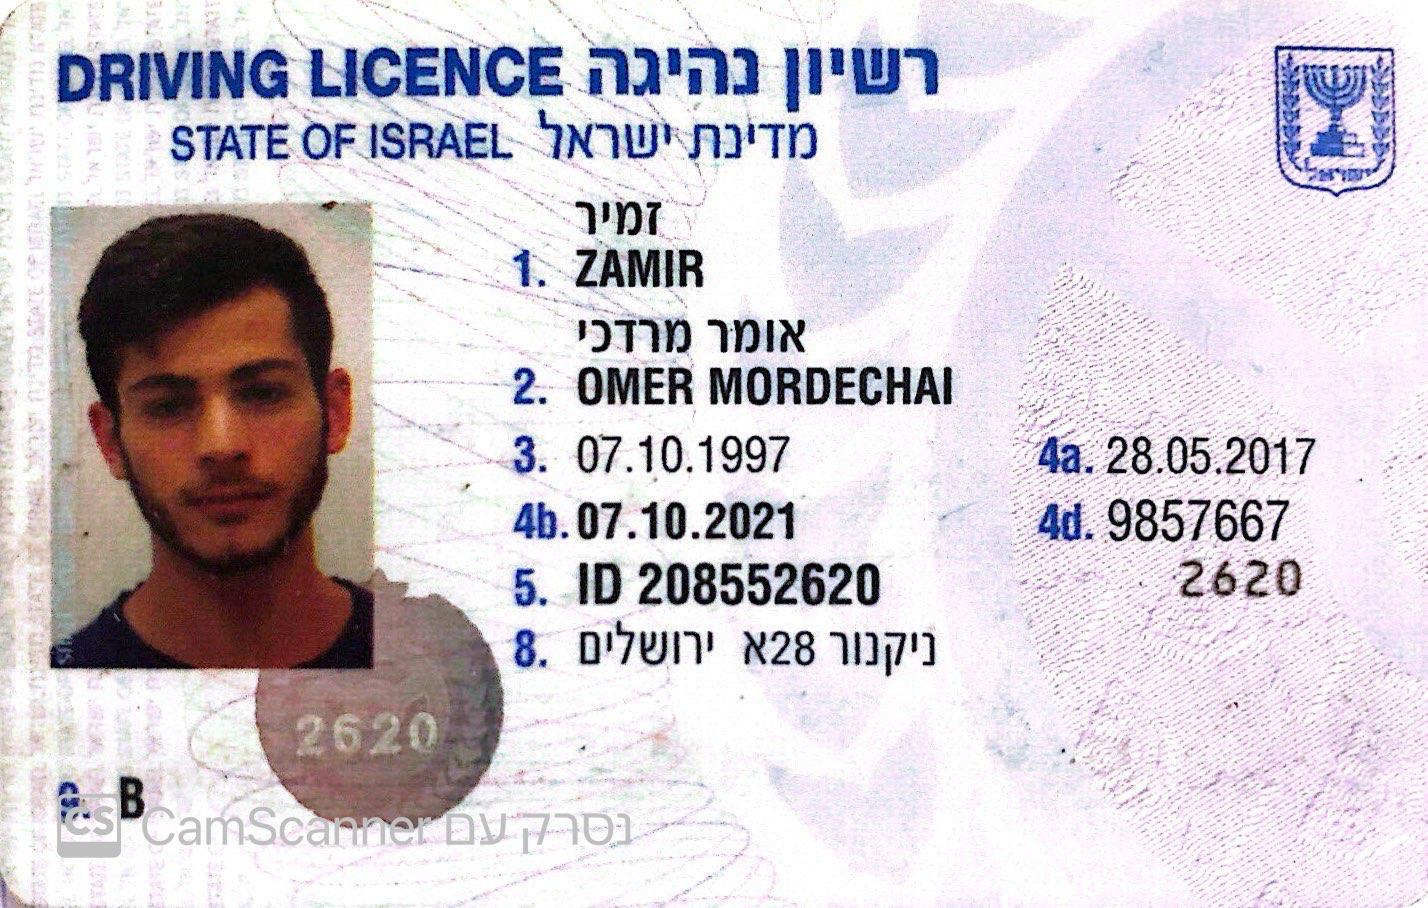 DRIVING LICENCE רשיון נהיגה
STATE OF ISRAEL מדינת ישראל
זמיר
1. ZAMIR
אומר מרדכי
2. OMER MORDECHAI
3. 07.10.1997 4a. 28.05.2017
4b. 07.10.2021 4d. 9857667
5. ID 208552620 2620
8. ניקנור 28א ירושלים
2620
9. B
CS CamScanner נסרק עם